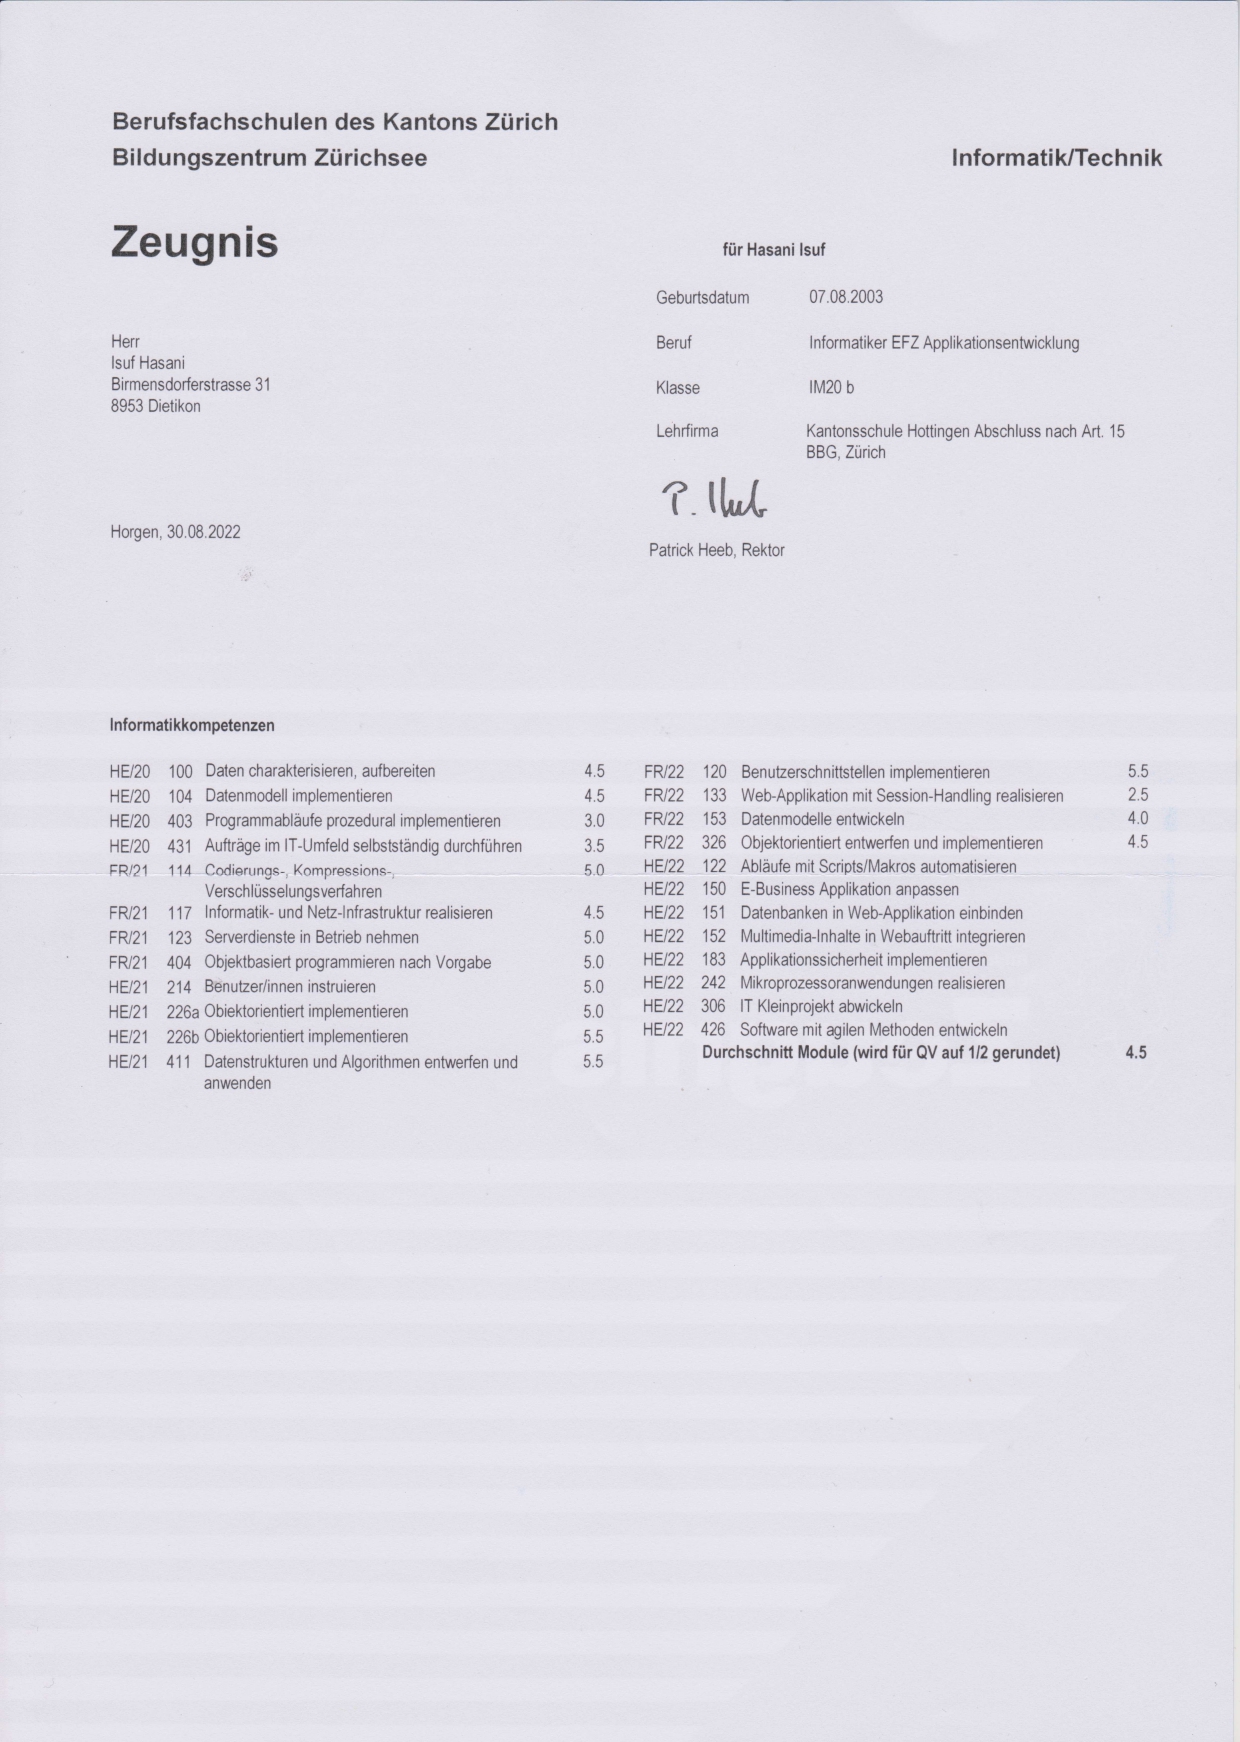 Berufsfachschulen des Kantons Zürich
Bildungszentrum Zürichsee
Informatik/Technik
Zeugnis
für Hasani Isuf
Geburtsdatum 07.08.2003
Herr
Isuf Hasani
Birmensdorferstrasse 31
8953 Dietikon
Beruf Informatiker EFZ Applikationsentwicklung
Klasse IM20 b
Lehrfirma Kantonsschule Hottingen Abschluss nach Art. 15
BBG, Zürich
P. Heeb
Horgen, 30.08.2022
Patrick Heeb, Rektor
Informatikkompetenzen
HE/20 100 Daten charakterisieren, aufbereiten 4.5
HE/20 104 Datenmodell implementieren 4.5
HE/20 403 Programmabläufe prozedural implementieren 3.0
HE/20 431 Aufträge im IT-Umfeld selbstständig durchführen 3.5
FR/21 114 Codierungs-, Kompressions-, 5.0
Verschlüsselungsverfahren
FR/21 117 Informatik- und Netz-Infrastruktur realisieren 4.5
FR/21 123 Serverdienste in Betrieb nehmen 5.0
FR/21 404 Objektbasiert programmieren nach Vorgabe 5.0
HE/21 214 Benutzer/innen instruieren 5.0
HE/21 226a Obiektorientiert implementieren 5.0
HE/21 226b Obiektorientiert implementieren 5.5
HE/21 411 Datenstrukturen und Algorithmen entwerfen und 5.5
anwenden
FR/22 120 Benutzerschnittstellen implementieren 5.5
FR/22 133 Web-Applikation mit Session-Handling realisieren 2.5
FR/22 153 Datenmodelle entwickeln 4.0
FR/22 326 Objektorientiert entwerfen und implementieren 4.5
HE/22 122 Abläufe mit Scripts/Makros automatisieren
HE/22 150 E-Business Applikation anpassen
HE/22 151 Datenbanken in Web-Applikation einbinden
HE/22 152 Multimedia-Inhalte in Webauftritt integrieren
HE/22 183 Applikationssicherheit implementieren
HE/22 242 Mikroprozessoranwendungen realisieren
HE/22 306 IT Kleinprojekt abwickeln
HE/22 426 Software mit agilen Methoden entwickeln
Durchschnitt Module (wird für QV auf 1/2 gerundet) 4.5